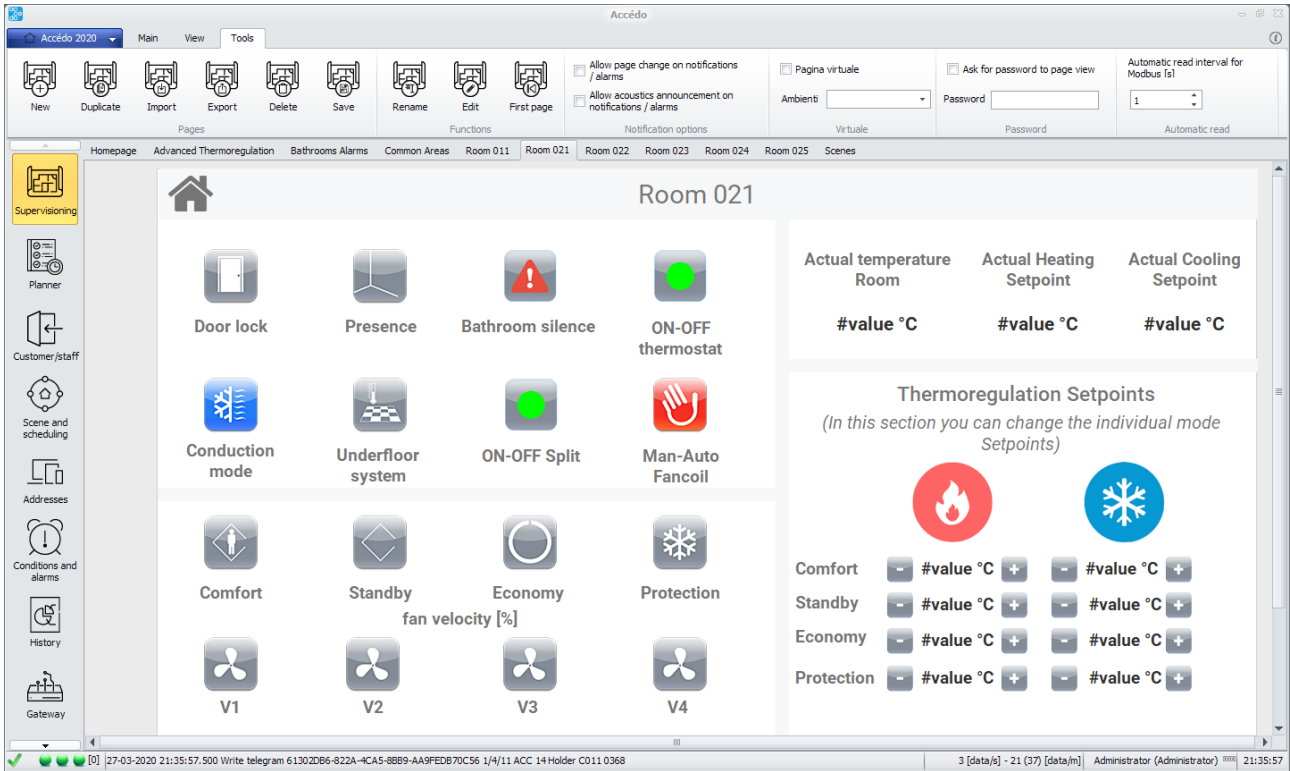 Accédo
Accédo 2020 Main View Tools
New Duplicate Import Export Delete Save Rename Edit First page
Pages Functions
Allow page change on notifications
/ alarms
Allow acoustics announcement on
notifications / alarms
Notification options
Pagina virtuale
Ambienti
Virtuale
Ask for password to page view
Password
Password
Automatic read interval for
Modbus [s]
1
Automatic read
Homepage Advanced Thermoregulation Bathrooms Alarms Common Areas Room 011 Room 021 Room 022 Room 023 Room 024 Room 025 Scenes
Supervisioning
Planner
Customer/staff
Scene and
scheduling
Addresses
Conditions and
alarms
History
Gateway
Room 021
Door lock Presence Bathroom silence ON-OFF
thermostat
Conduction
mode
Underfloor
system
ON-OFF Split
Man-Auto
Fancoil
Comfort Standby Economy Protection
fan velocity [%]
V1 V2 V3 V4
Actual temperature
Room
Actual Heating
Setpoint
Actual Cooling
Setpoint
#value °C #value °C #value °C
Thermoregulation Setpoints
(In this section you can change the individual mode
Setpoints)
Comfort - #value °C + - #value °C +
Standby - #value °C + - #value °C +
Economy - #value °C + - #value °C +
Protection - #value °C + - #value °C +
[0] 27-03-2020 21:35:57.500 Write telegram 61302DB6-822A-4CA5-8BB9-AA9FEDB70C56 1/4/11 ACC 14 Holder C011 0368 3 [data/s] - 21 (37) [data/m] Administrator (Administrator) 21:35:57